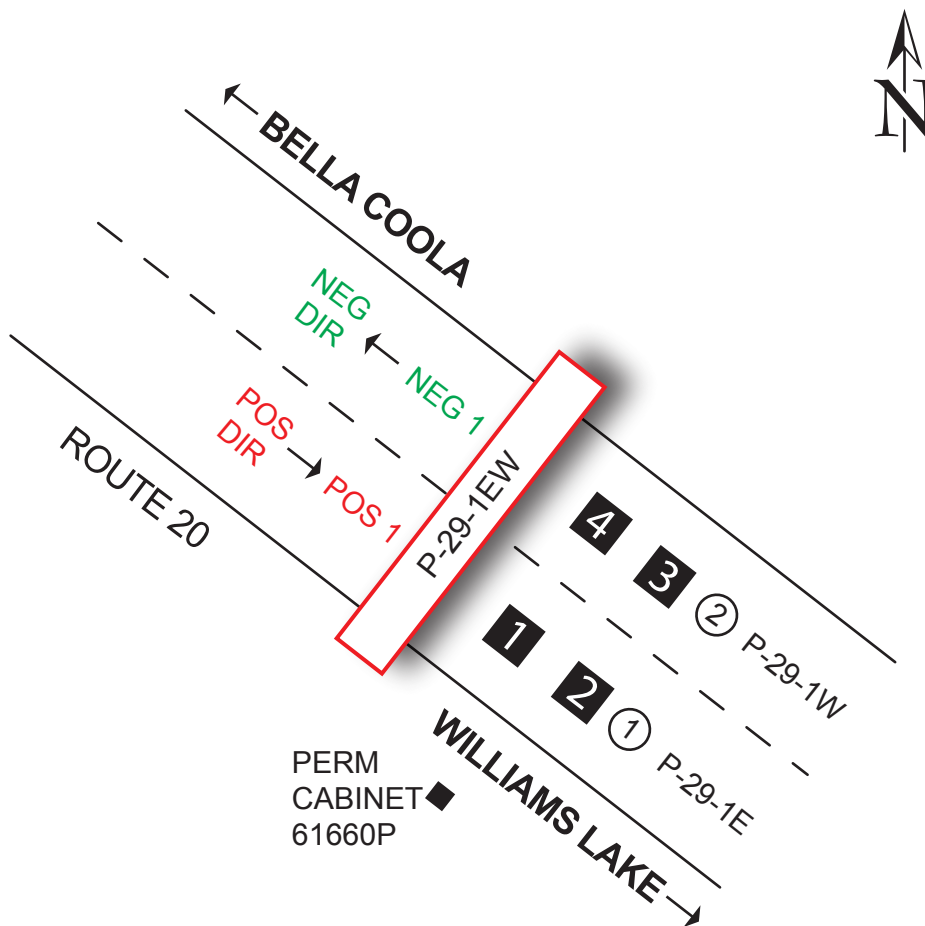 N
BELLA COOLA
NEG
DIR
NEG 1
POS
DIR
POS 1
ROUTE 20
P-29-1EW
4
3
2
P-29-1W
1
2
1
P-29-1E
WILLIAMS LAKE
PERM
CABINET
61660P